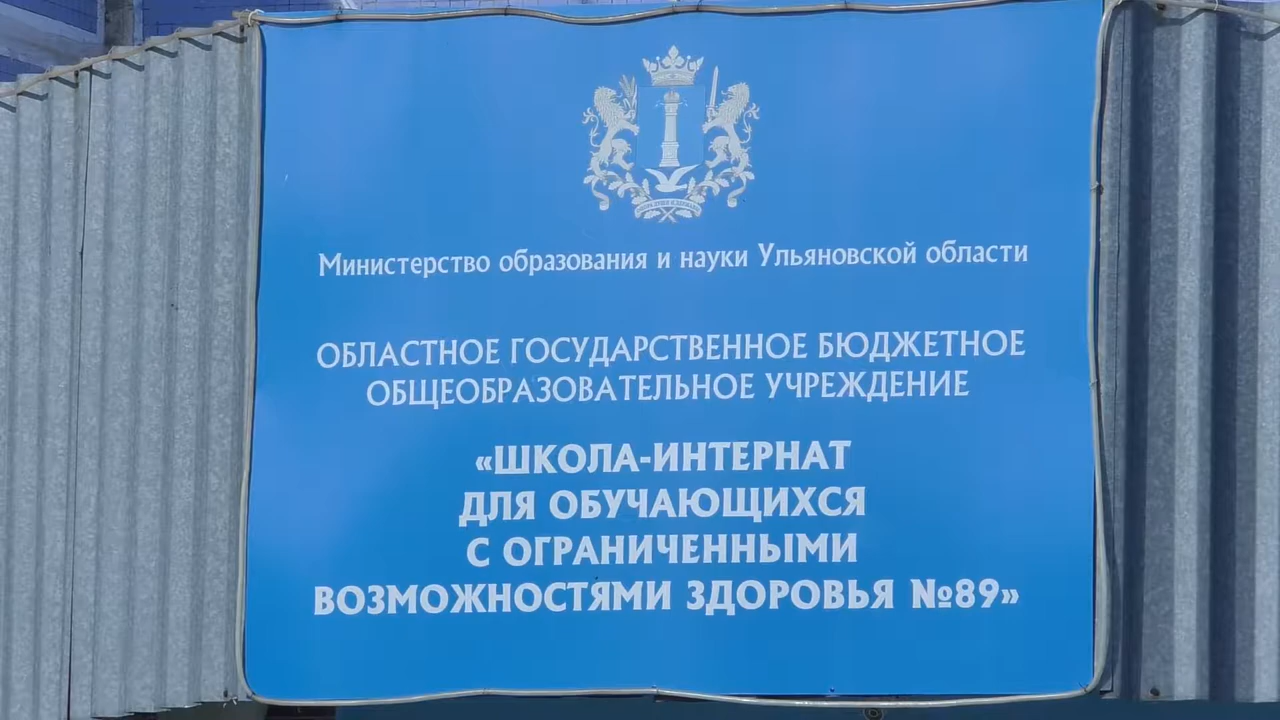 Министерство образования и науки Ульяновской области
ОБЛАСТНОЕ ГОСУДАРСТВЕННОЕ БЮДЖЕТНОЕ
ОБЩЕОБРАЗОВАТЕЛЬНОЕ УЧРЕЖДЕНИЕ
«ШКОЛА-ИНТЕРНАТ
ДЛЯ ОБУЧАЮЩИХСЯ
С ОГРАНИЧЕННЫМИ
ВОЗМОЖНОСТЯМИ ЗДОРОВЬЯ №89»